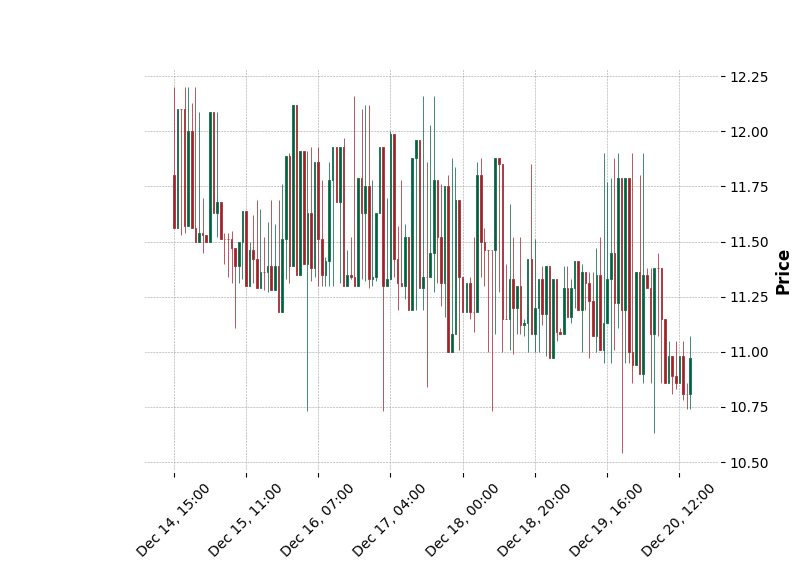 12.25
12.00
11.75
11.50
11.25
11.00
10.75
10.50
Price
Dec 14, 15:00
Dec 15, 11:00
Dec 16, 07:00
Dec 17, 04:00
Dec 18, 00:00
Dec 18, 20:00
Dec 19, 16:00
Dec 20, 12:00